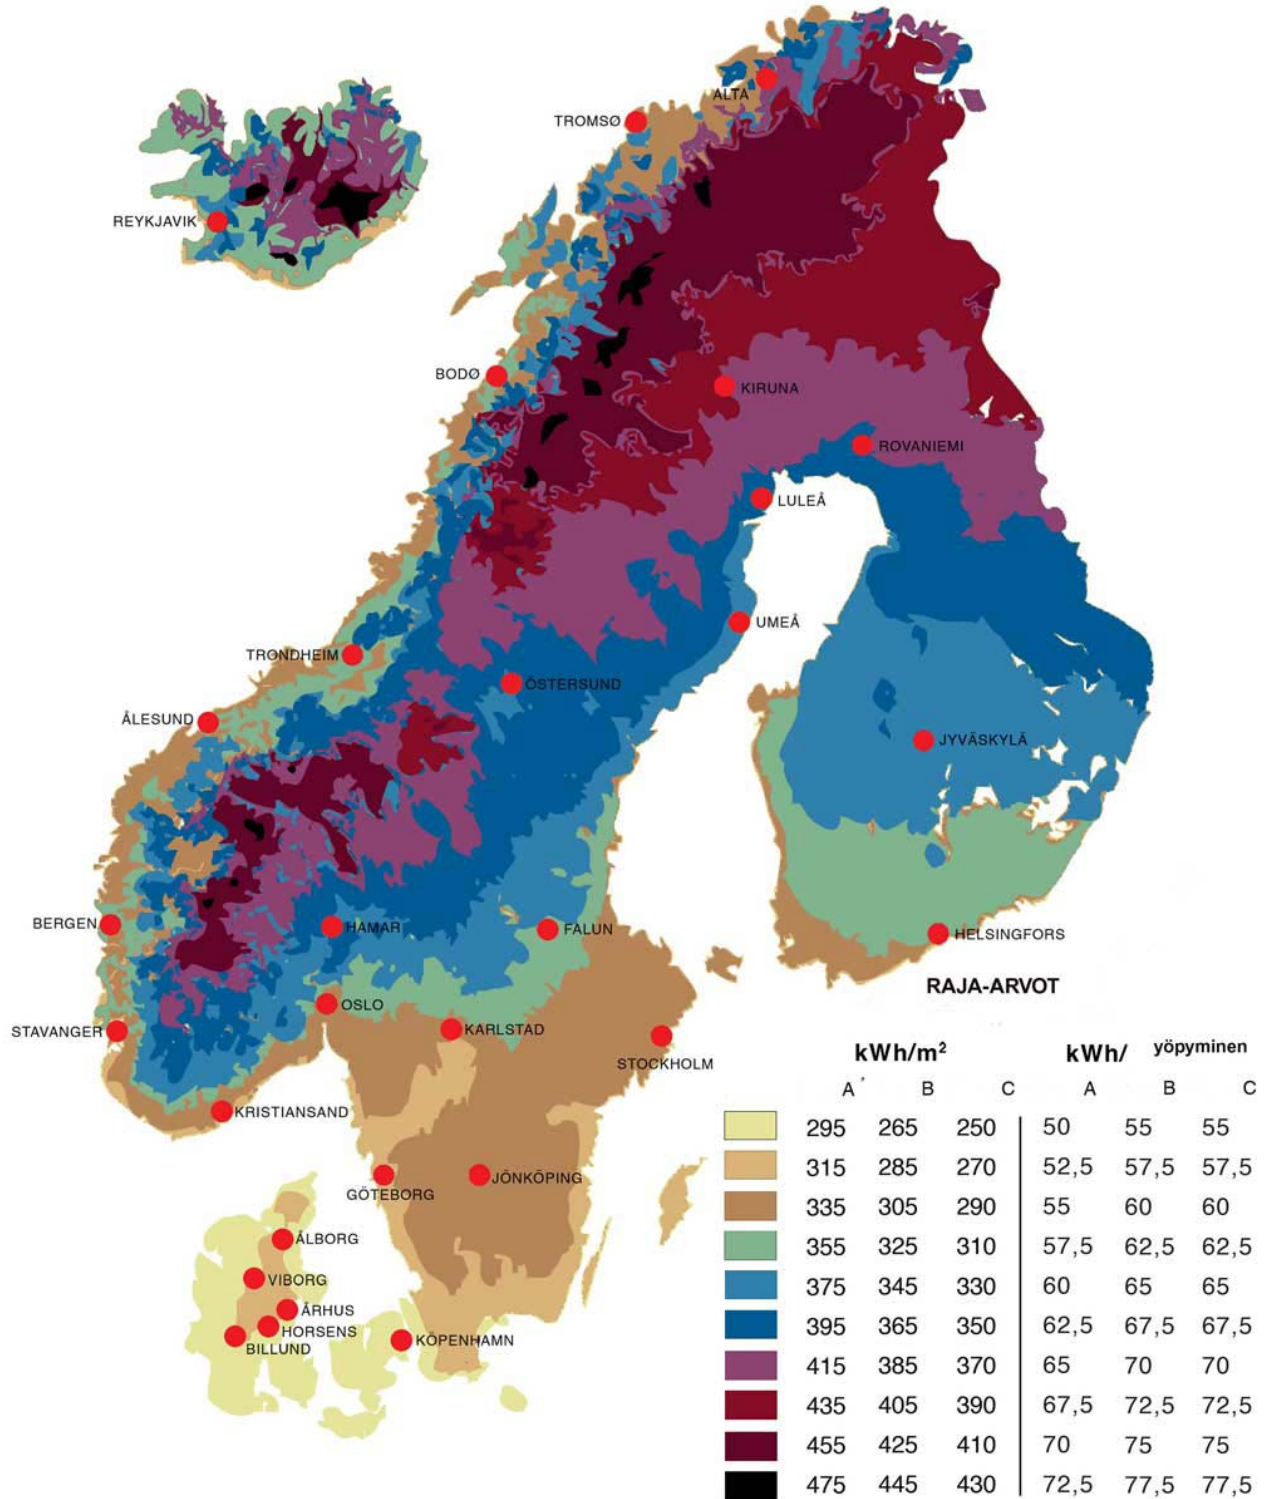 ALTA
TROMSØ
REYKJAVIK
BODØ
KIRUNA
ROVANIEMI
LULEÅ
UMEÅ
TRONDHEIM
ÖSTERSUND
ÅLESUND
JYVÄSKYLÄ
BERGEN
HAMAR
FALUN
HELSINGFORS
RAJA-ARVOT
OSLO
STAVANGER
KARLSTAD
STOCKHOLM
KRISTIANSAND
JÖNKÖPING
GÖTEBORG
ÅLBORG
VIBORG
ÅRHUS
HORSENS
BILLUND
KÖPENHAMN
kWh/m² kWh/ yöpyminen
A B C A B C
295 265 250 50 55 55
315 285 270 52,5 57,5 57,5
335 305 290 55 60 60
355 325 310 57,5 62,5 62,5
375 345 330 60 65 65
395 365 350 62,5 67,5 67,5
415 385 370 65 70 70
435 405 390 67,5 72,5 72,5
455 425 410 70 75 75
475 445 430 72,5 77,5 77,5